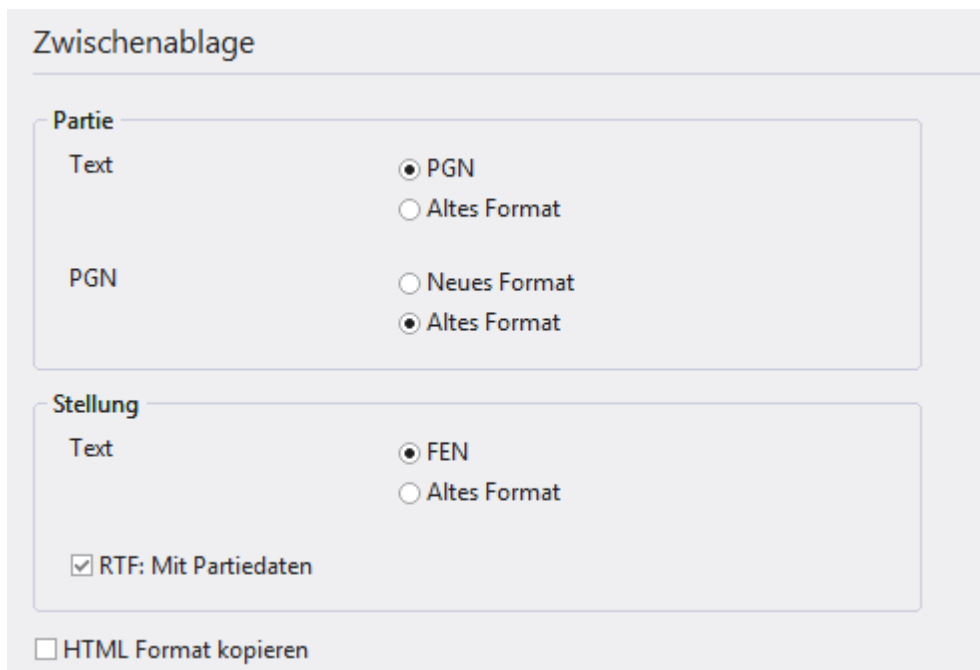 Zwischenablage
Partie
Text
PGN
Altes Format
PGN
Neues Format
Altes Format
Stellung
Text
FEN
Altes Format
RTF: Mit Partiedaten
HTML Format kopieren